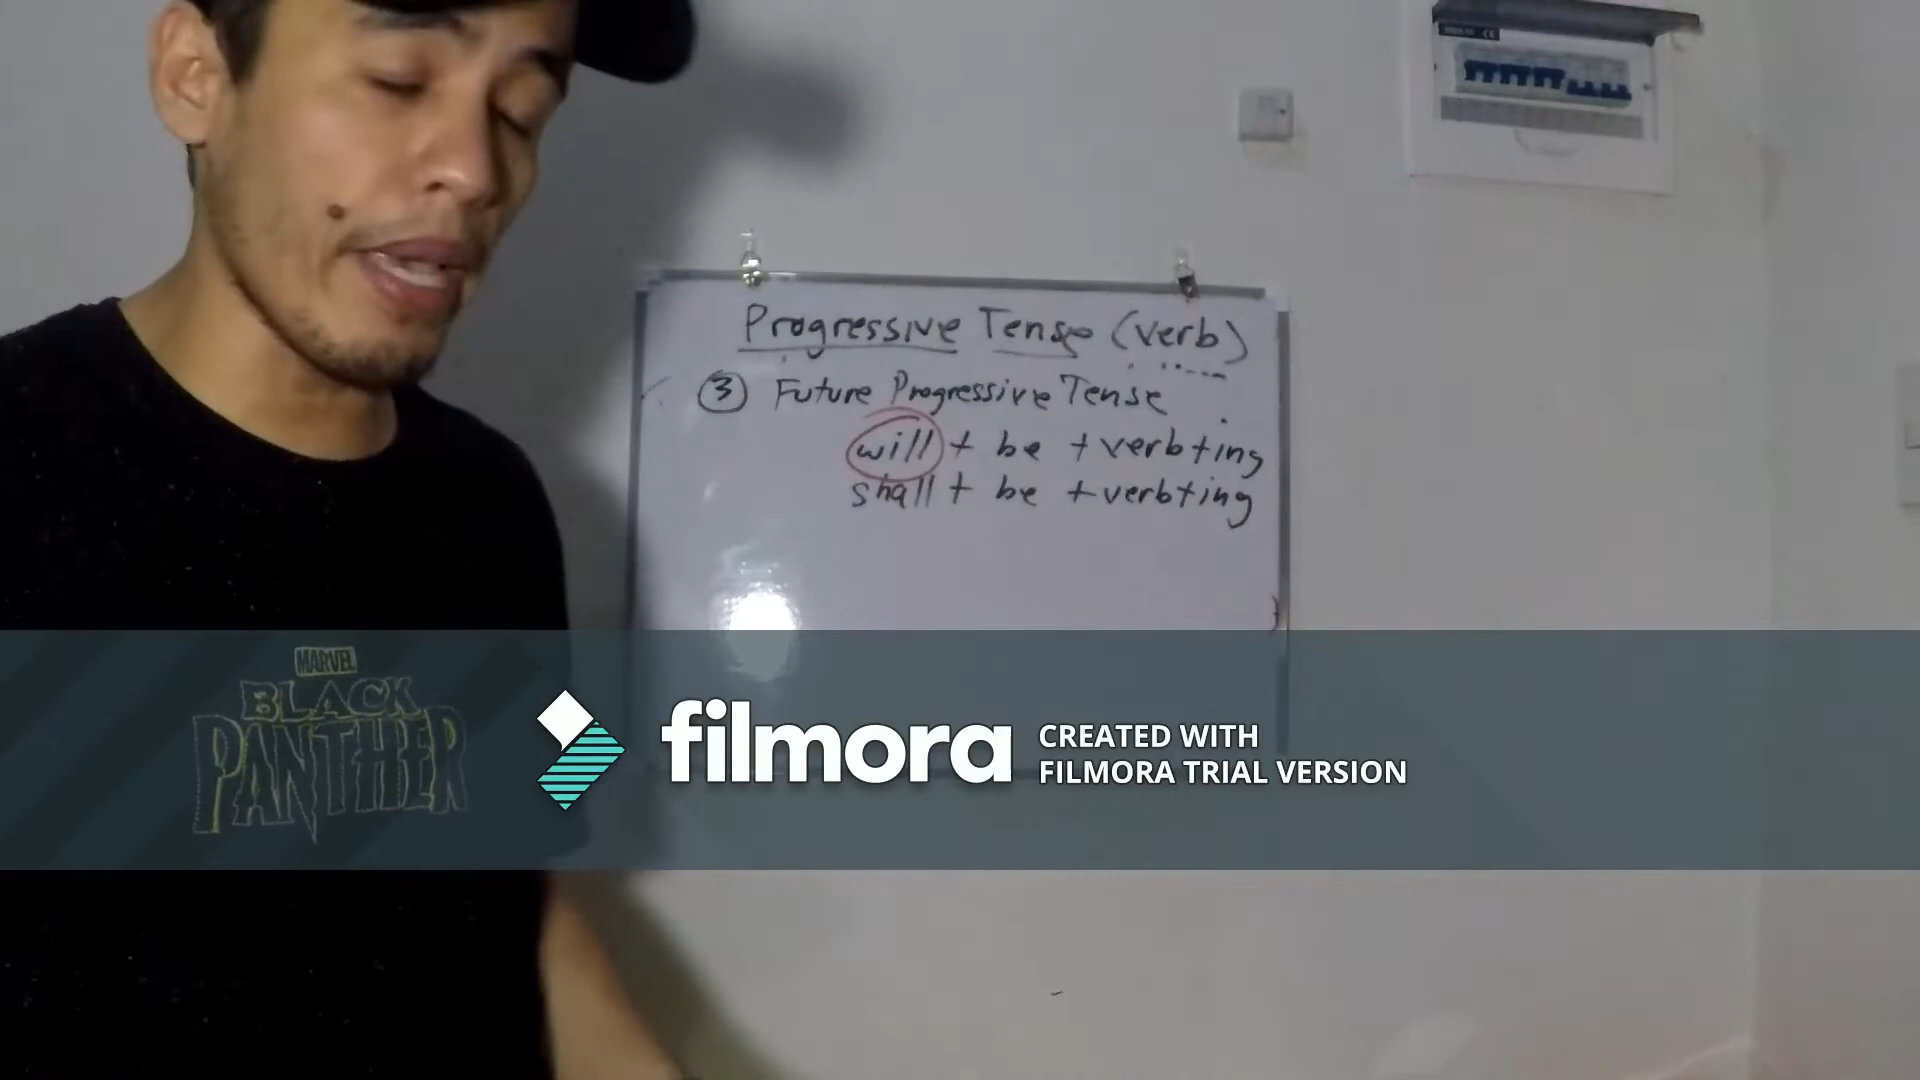 Progressive Tense (verb)
③ Future Progressive Tense
will + be + verb+ing
shall + be + verb+ing
MARVEL
BLACK
PANTHER
filmora
CREATED WITH
FILMORA TRIAL VERSION